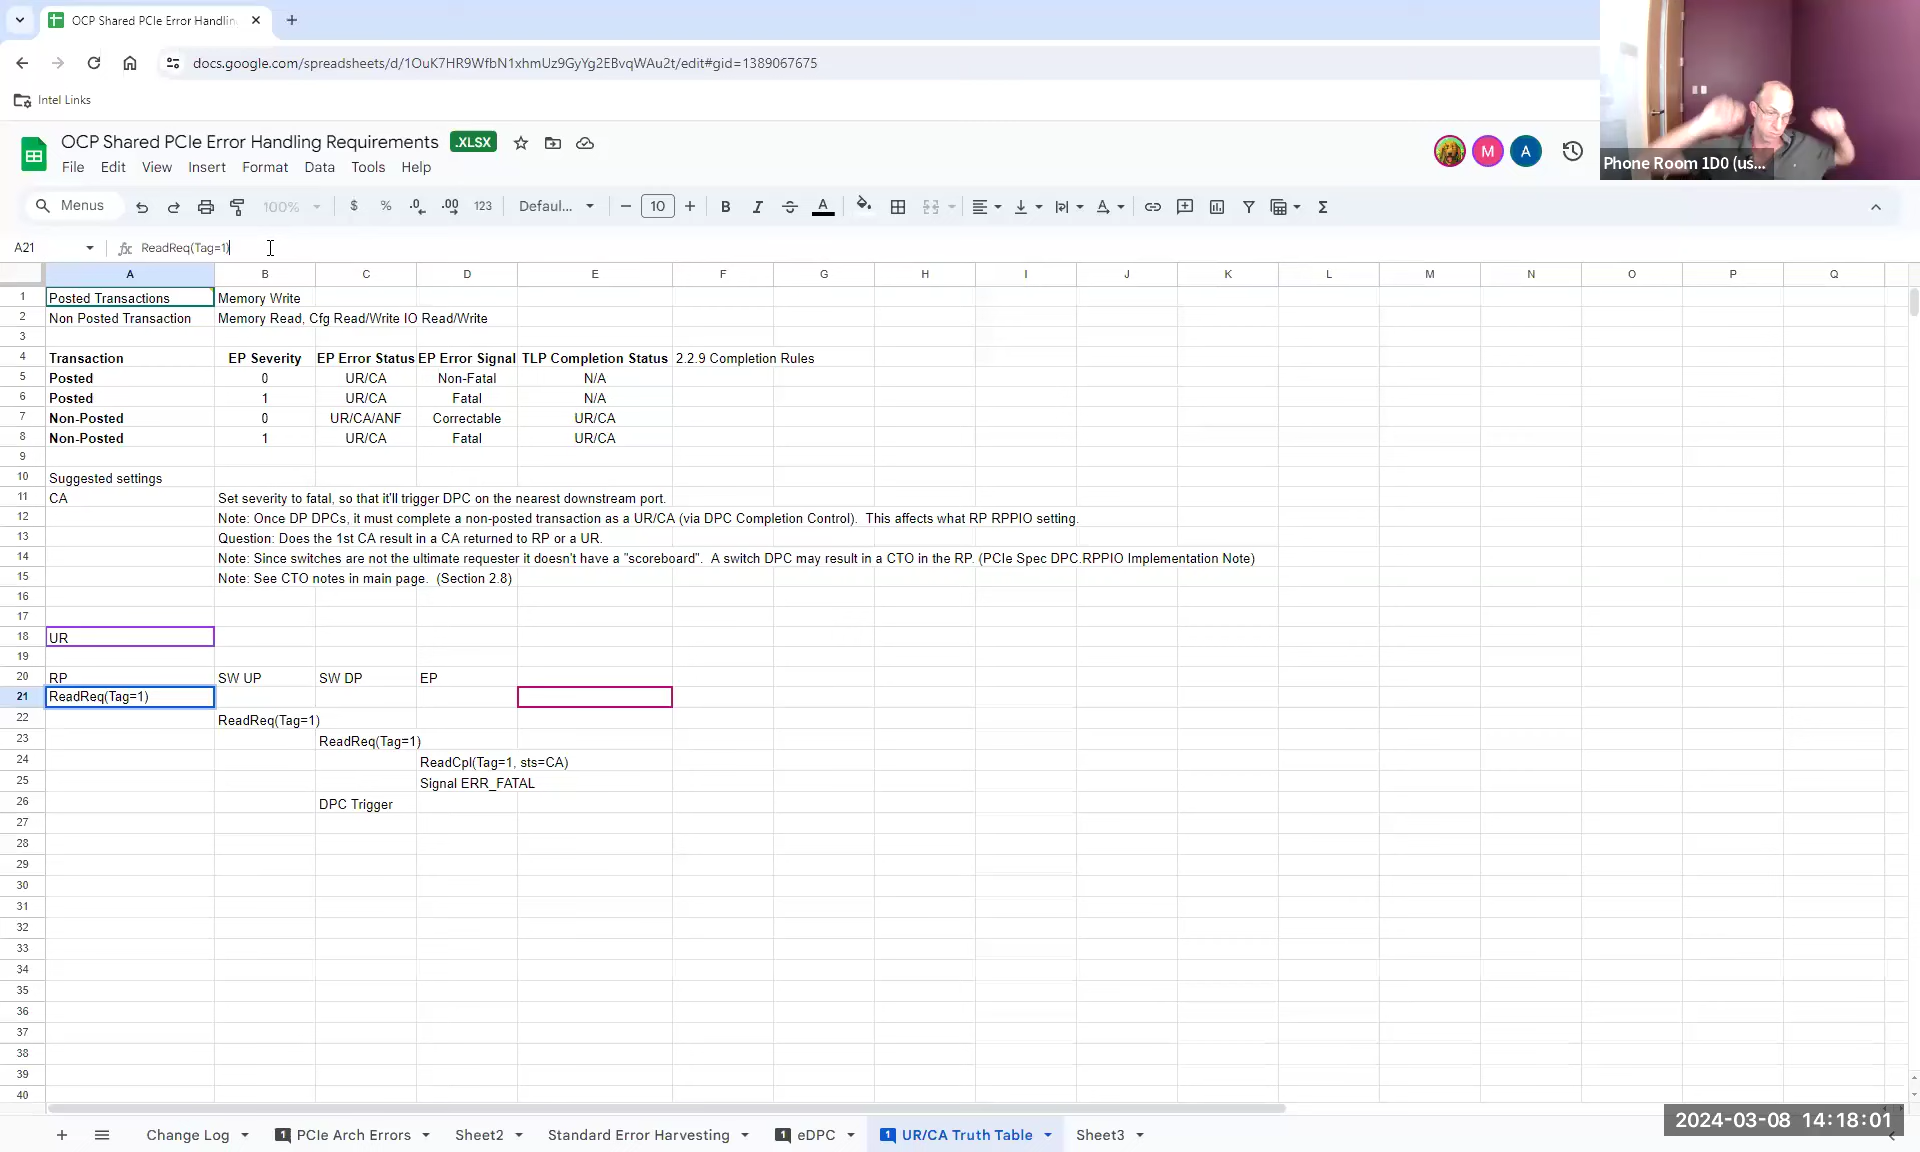 OCP Shared PCIe Error Handlin
docs.google.com/spreadsheets/d/1OuK7HR9WfbN1xhmUz9GyYg2EBvqWAu2t/edit#gid=1389067675
Intel Links
OCP Shared PCIe Error Handling Requirements .XLSX
M A
Phone Room 1D0 (us...
File Edit View Insert Format Data Tools Help
Menus 100% $ % .0 .00 123 Defaul... 10 B I A
A21 ReadReq(Tag=1)
A B C D E F G H I J K L M N O P Q
1 Posted Transactions Memory Write
2 Non Posted Transaction Memory Read, Cfg Read/Write IO Read/Write
3
4 Transaction EP Severity EP Error Status EP Error Signal TLP Completion Status 2.2.9 Completion Rules
5 Posted 0 UR/CA Non-Fatal N/A
6 Posted 1 UR/CA Fatal N/A
7 Non-Posted 0 UR/CA/ANF Correctable UR/CA
8 Non-Posted 1 UR/CA Fatal UR/CA
9
10 Suggested settings
11 CA Set severity to fatal, so that it'll trigger DPC on the nearest downstream port.
12 Note: Once DP DPCs, it must complete a non-posted transaction as a UR/CA (via DPC Completion Control). This affects what RP RPPIO setting.
13 Question: Does the 1st CA result in a CA returned to RP or a UR.
14 Note: Since switches are not the ultimate requester it doesn't have a "scoreboard". A switch DPC may result in a CTO in the RP. (PCIe Spec DPC.RPPIO Implementation Note)
15 Note: See CTO notes in main page. (Section 2.8)
16
17
18 UR
19
20 RP SW UP SW DP EP
21 ReadReq(Tag=1)
22 ReadReq(Tag=1)
23 ReadReq(Tag=1)
24 ReadCpl(Tag=1, sts=CA)
25 Signal ERR_FATAL
26 DPC Trigger
27
28
29
30
31
32
33
34
35
36
37
38
39
40
Change Log 1 PCIe Arch Errors Sheet2 Standard Error Harvesting 1 eDPC 1 UR/CA Truth Table Sheet3
2024-03-08 14:18:01